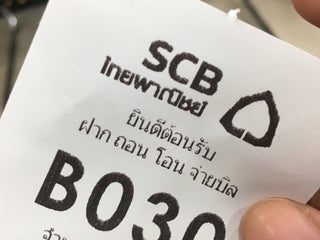 SCB
ไทยพาณิชย์
ยินดีต้อนรับ
ฝาก ถอน โอน จ่ายบิล
B030